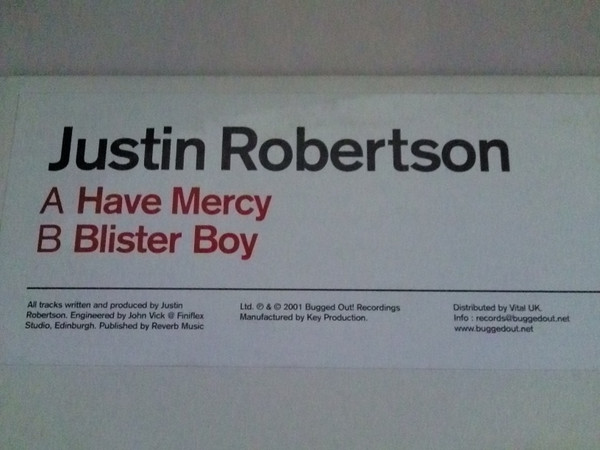 Justin Robertson
A Have Mercy
B Blister Boy
All tracks written and produced by Justin
Robertson. Engineered by John Vick @ Finiflex
Studio, Edinburgh. Published by Reverb Music
Ltd. ℗ & © 2001 Bugged Out! Recordings
Manufactured by Key Production.
Distributed by Vital UK.
Info : records@buggedout.net
www.buggedout.net